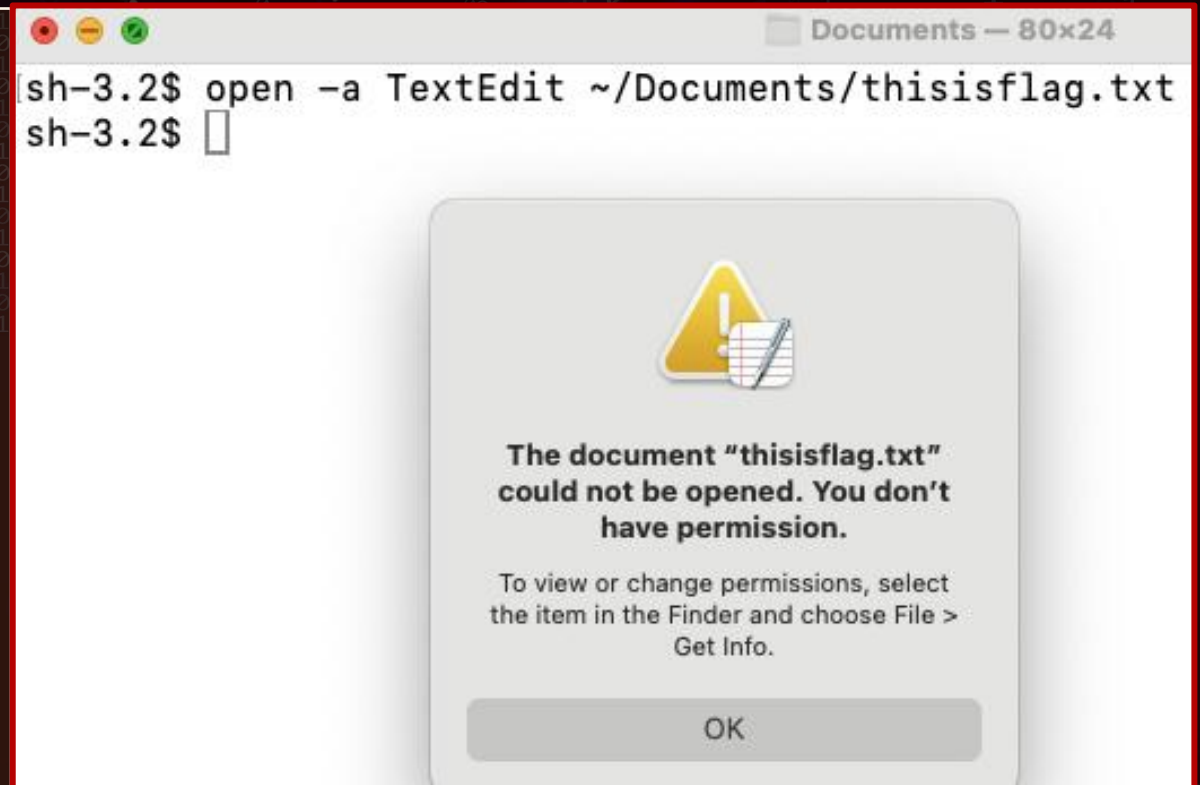 Documents — 80×24
[sh-3.2$ open -a TextEdit ~/Documents/thisisflag.txt
sh-3.2$
The document “thisisflag.txt”
could not be opened. You don’t
have permission.
To view or change permissions, select
the item in the Finder and choose File >
Get Info.
OK